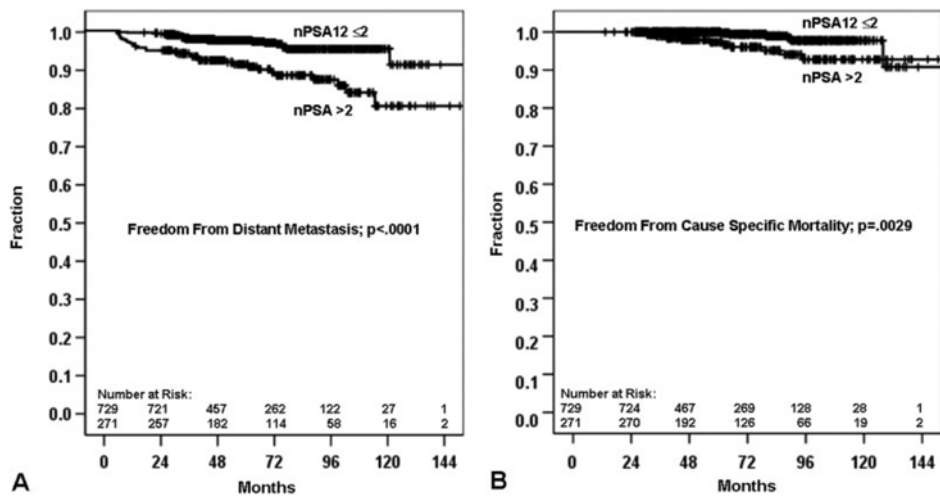 nPSA12 ≤2
1.0
0.9
0.8
0.7
0.6
0.5
0.4
0.3
0.2
0.1
0.0
Fraction
nPSA >2
Freedom From Distant Metastasis; p<.0001
Number at Risk:
729 721 457 262 122 27 1
271 257 182 114 58 16 2
0 24 48 72 96 120 144
Months
A
nPSA12 ≤2
1.0
0.9
0.8
0.7
0.6
0.5
0.4
0.3
0.2
0.1
0.0
Fraction
nPSA >2
Freedom From Cause Specific Mortality; p=.0029
Number at Risk:
729 724 467 269 128 28 1
271 270 192 126 66 19 2
0 24 48 72 96 120 144
Months
B